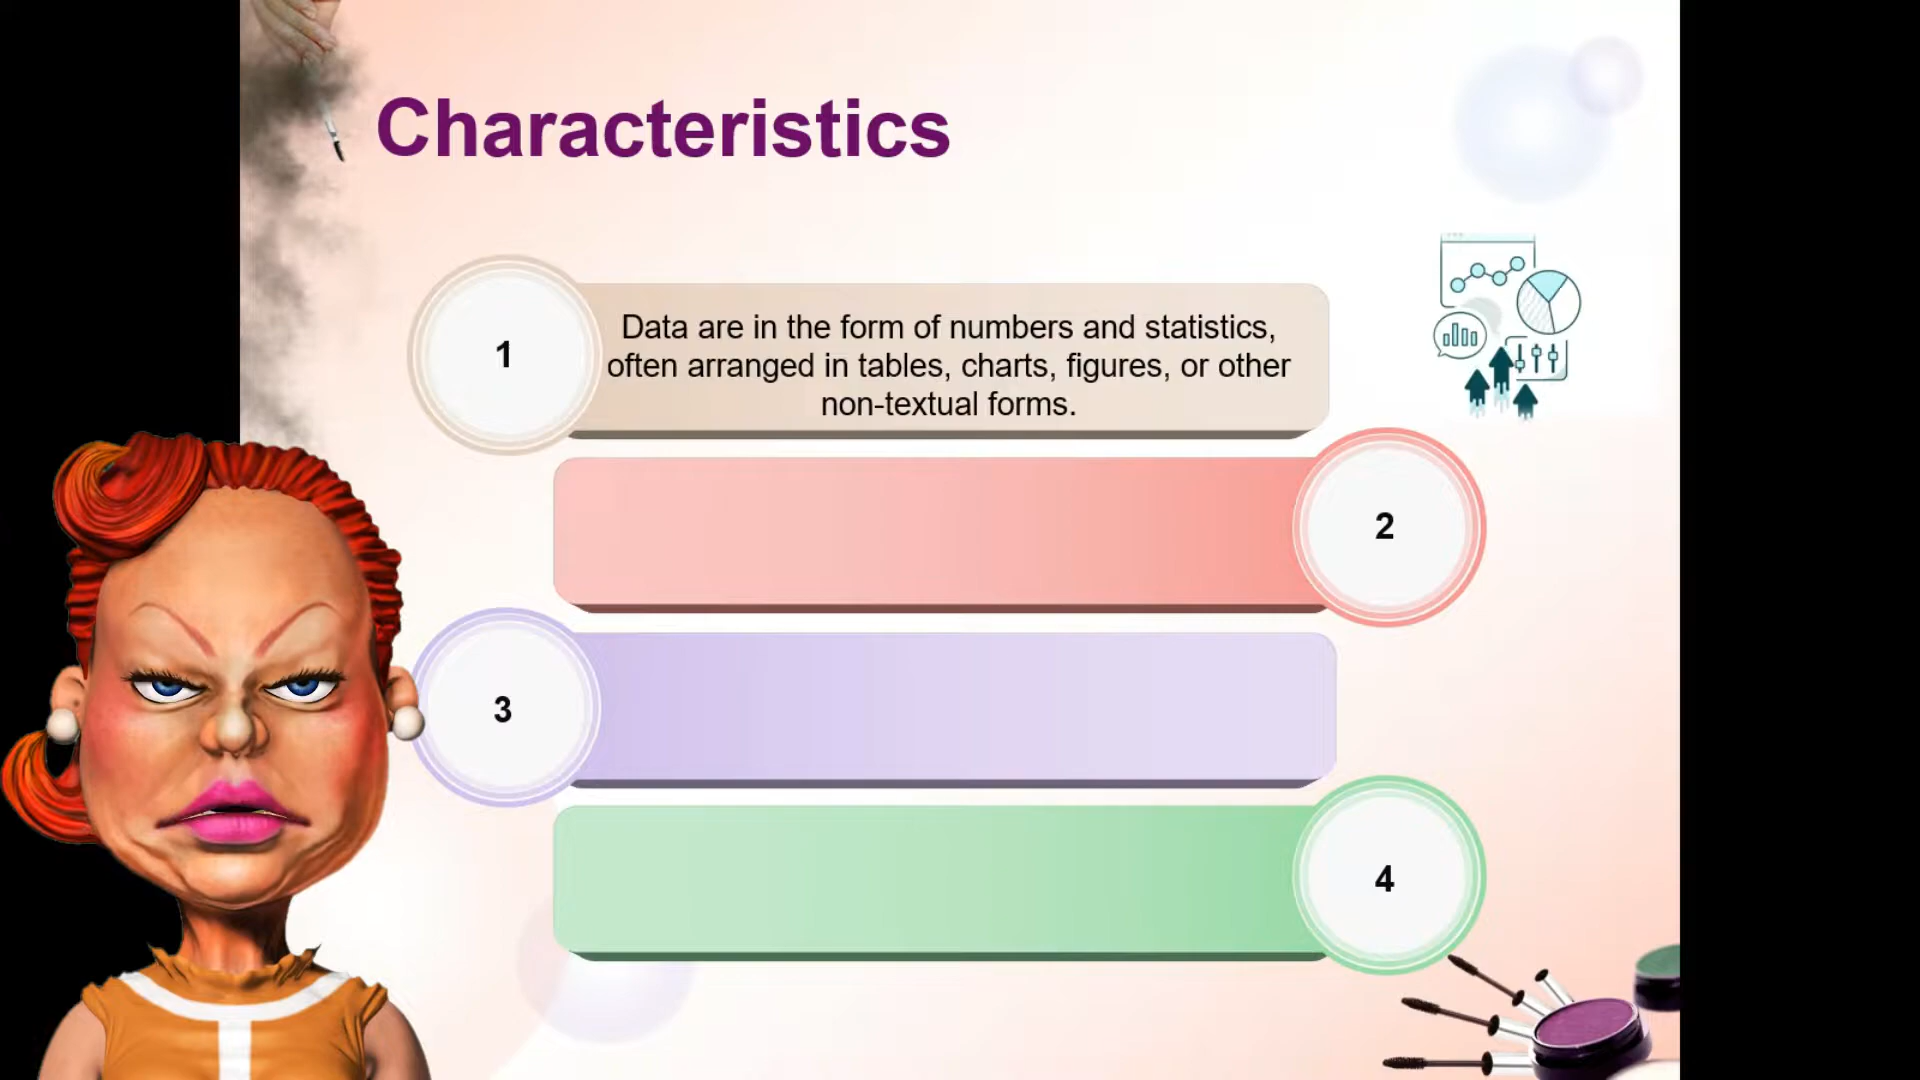 Characteristics
1
Data are in the form of numbers and statistics,
often arranged in tables, charts, figures, or other
non-textual forms.
2
3
4